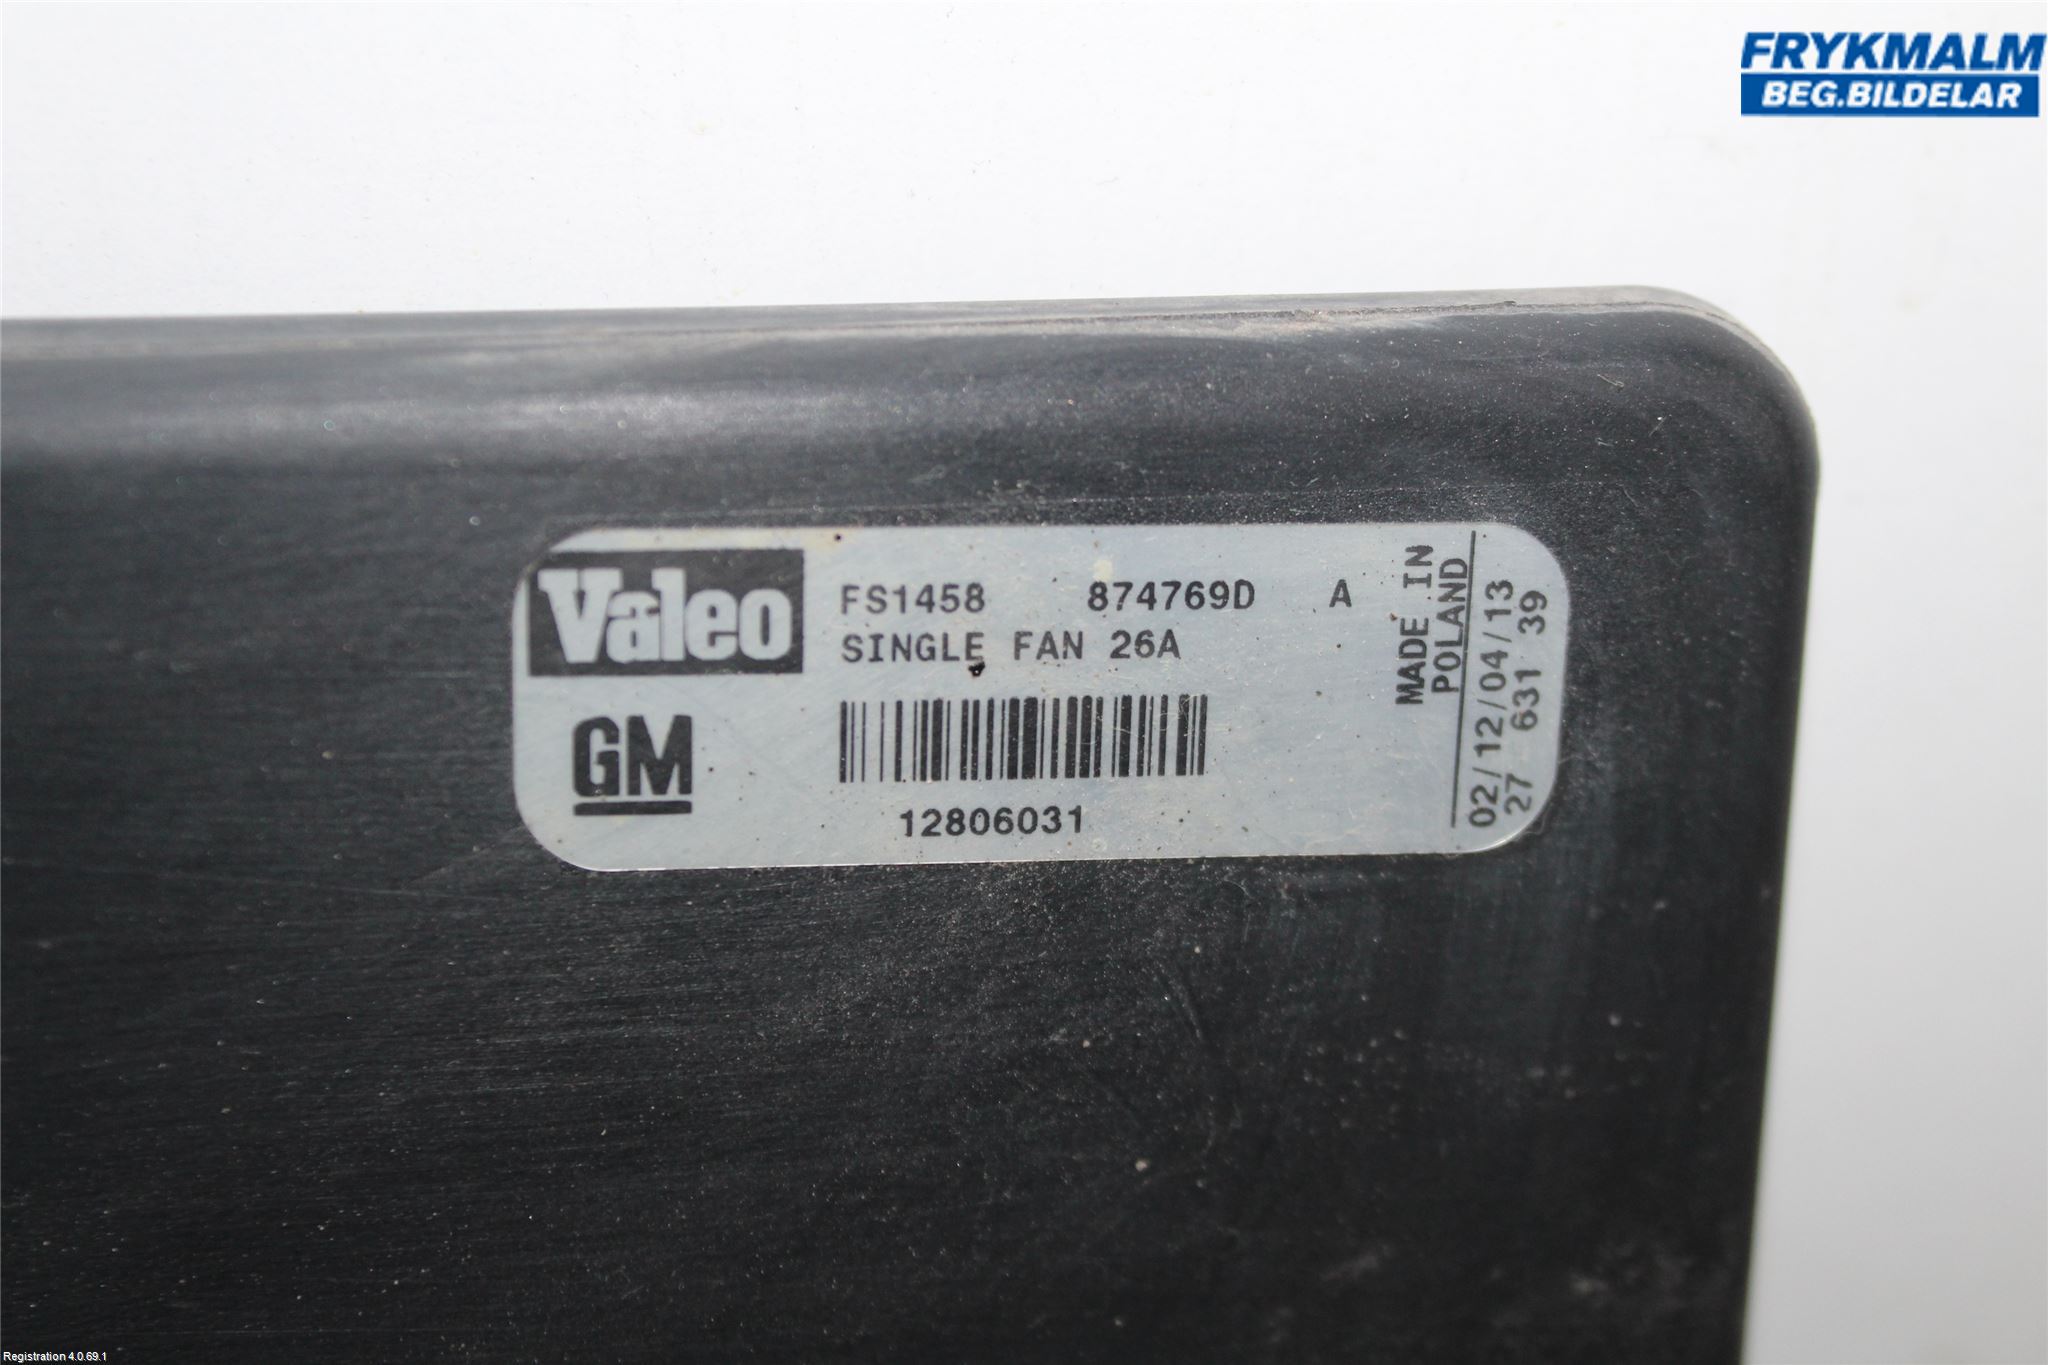 FRYKMALM
BEG.BILDELAR
Valeo
FS1458 874769D A
SINGLE FAN 26A
GM
12806031
MADE IN
POLAND
02/12/04/13
27 631 39
Registration 4.0.69.1